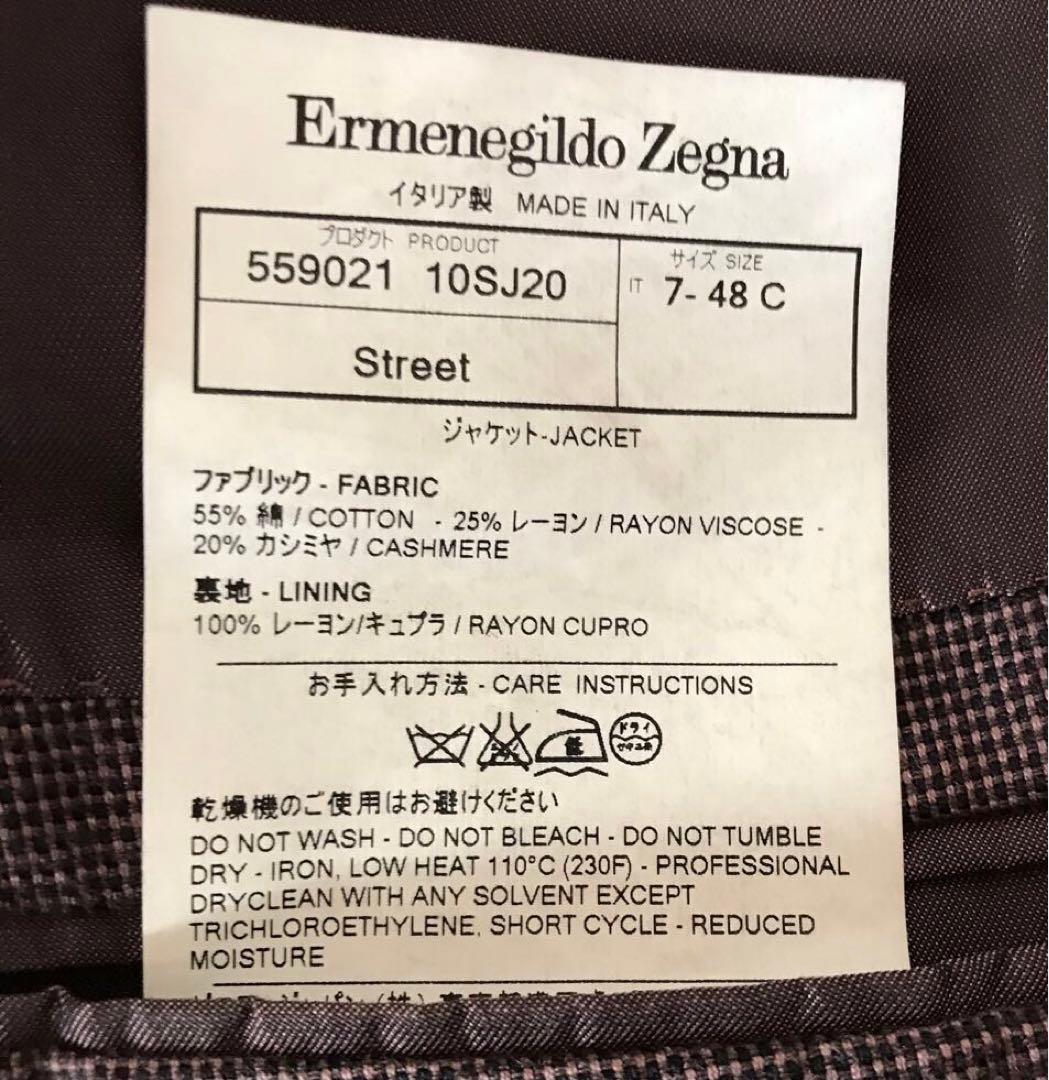 Ermenegildo Zegna
イタリア製 MADE IN ITALY
プロダクト PRODUCT
559021 10SJ20
サイズ SIZE
IT 7- 48 C
Street
ジャケット-JACKET
ファブリック - FABRIC
55% 綿 / COTTON - 25% レーヨン / RAYON VISCOSE -
20% カシミヤ / CASHMERE
裏地 - LINING
100% レーヨン/キュプラ / RAYON CUPRO
お手入れ方法 - CARE INSTRUCTIONS
低
ドライ
乾燥機のご使用はお避けください
DO NOT WASH - DO NOT BLEACH - DO NOT TUMBLE
DRY - IRON, LOW HEAT 110°C (230F) - PROFESSIONAL
DRYCLEAN WITH ANY SOLVENT EXCEPT
TRICHLOROETHYLENE, SHORT CYCLE - REDUCED
MOISTURE